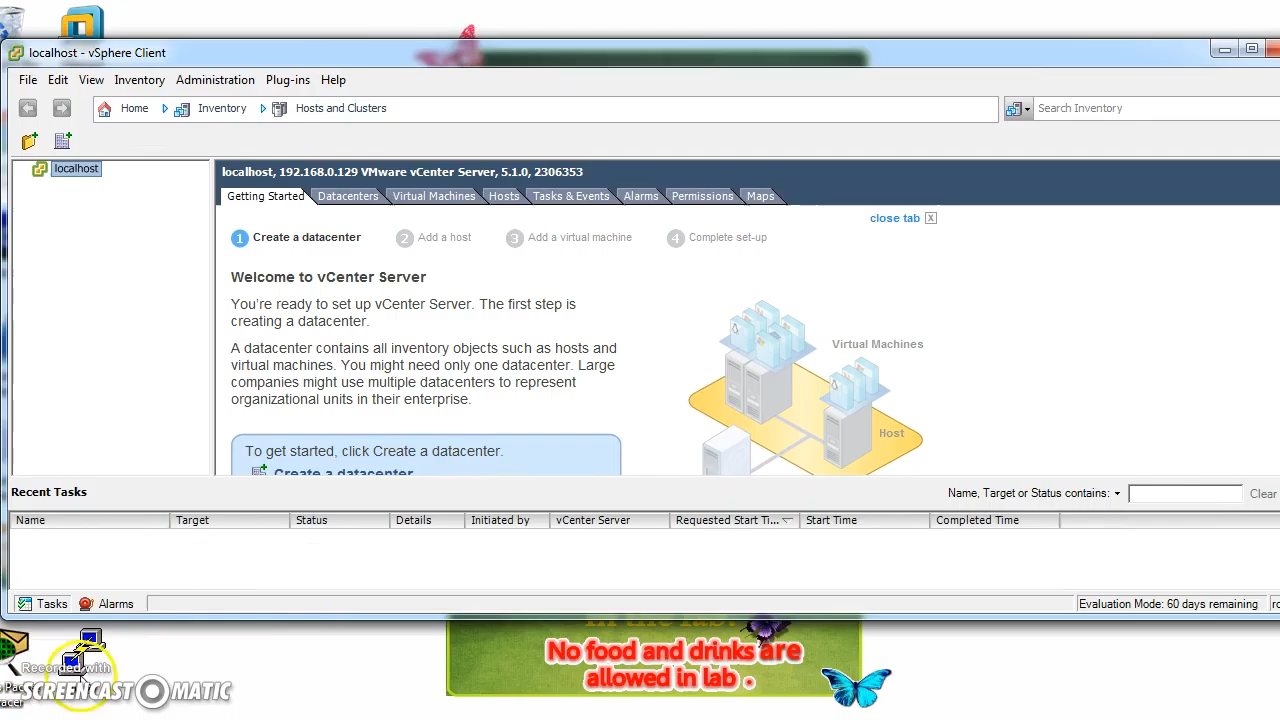 localhost - vSphere Client
File Edit View Inventory Administration Plug-ins Help
Home Inventory Hosts and Clusters
Search Inventory
localhost
localhost, 192.168.0.129 VMware vCenter Server, 5.1.0, 2306353
Getting Started Datacenters Virtual Machines Hosts Tasks & Events Alarms Permissions Maps
close tab X
1 Create a datacenter 2 Add a host 3 Add a virtual machine 4 Complete set-up
Welcome to vCenter Server
You're ready to set up vCenter Server. The first step is
creating a datacenter.
A datacenter contains all inventory objects such as hosts and
virtual machines. You might need only one datacenter. Large
companies might use multiple datacenters to represent
organizational units in their enterprise.
To get started, click Create a datacenter.
Create a datacenter
Virtual Machines
Host
Recent Tasks
Name, Target or Status contains: Clear
Name Target Status Details Initiated by vCenter Server Requested Start Ti... Start Time Completed Time
Tasks Alarms
Evaluation Mode: 60 days remaining
in the lab.
No food and drinks are
allowed in lab .
Recorded with
SCREENCAST MATIC